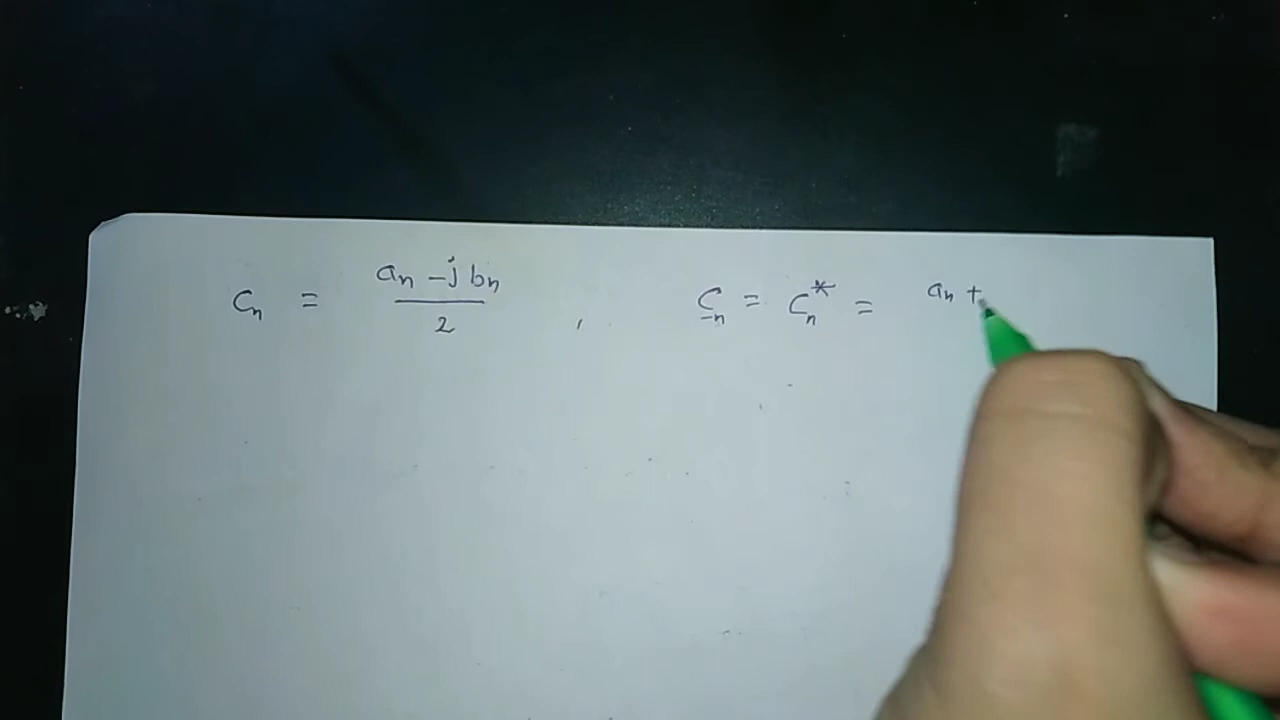 Cn = (an - j bn) / 2 , C-n = Cn* = an +